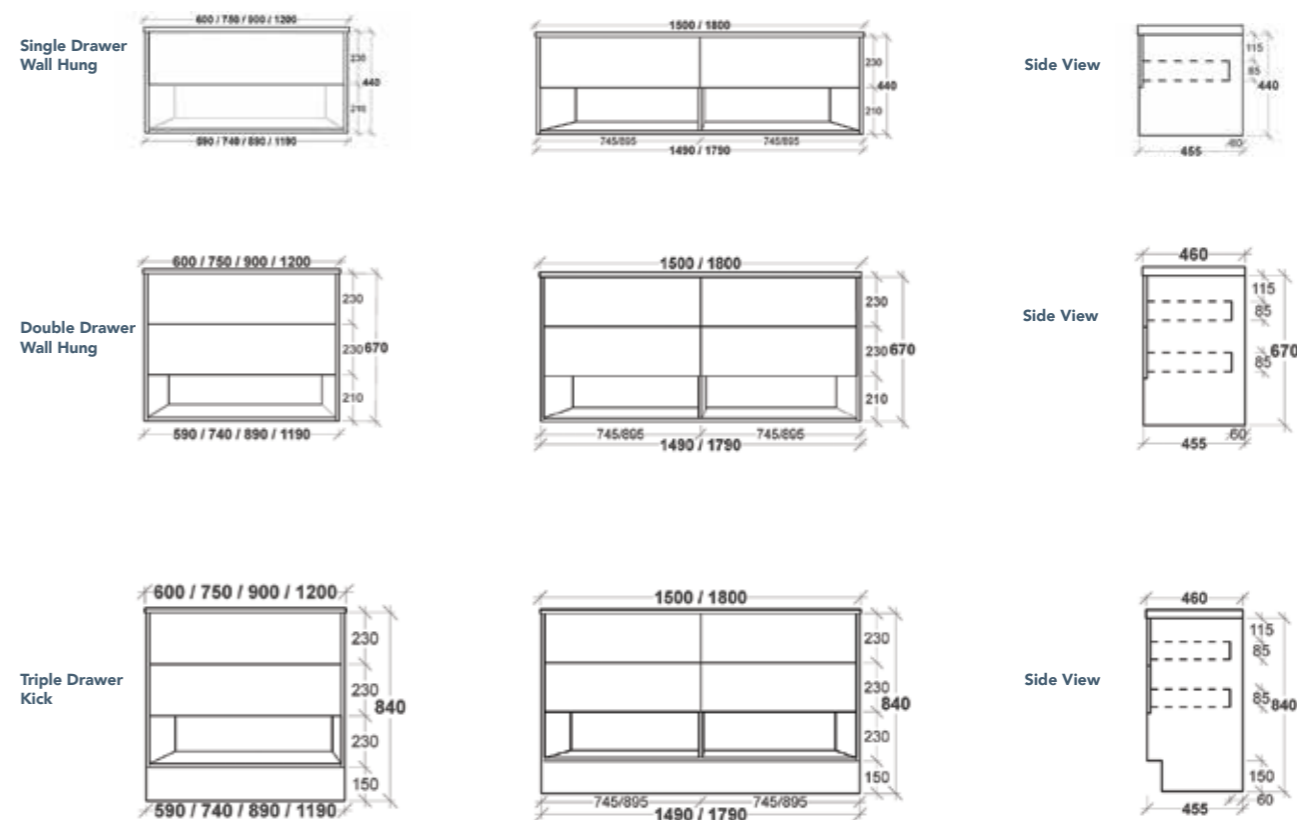 600 / 750 / 900 / 1200
Single Drawer
Wall Hung
230
440
210
590 / 740 / 890 / 1190
1500 / 1800
230
440
210
745/895 745/895
1490 / 1790
Side View
115
85
440
60
455
600 / 750 / 900 / 1200
Double Drawer
Wall Hung
230
230 670
210
590 / 740 / 890 / 1190
1500 / 1800
230
230 670
210
745/895 745/895
1490 / 1790
Side View
460
115
85
85 670
60
455
600 / 750 / 900 / 1200
Triple Drawer
Kick
230
230
840
230
150
590 / 740 / 890 / 1190
1500 / 1800
230
230
840
230
150
745/895 745/895
1490 / 1790
Side View
460
115
85
85 840
150
60
455